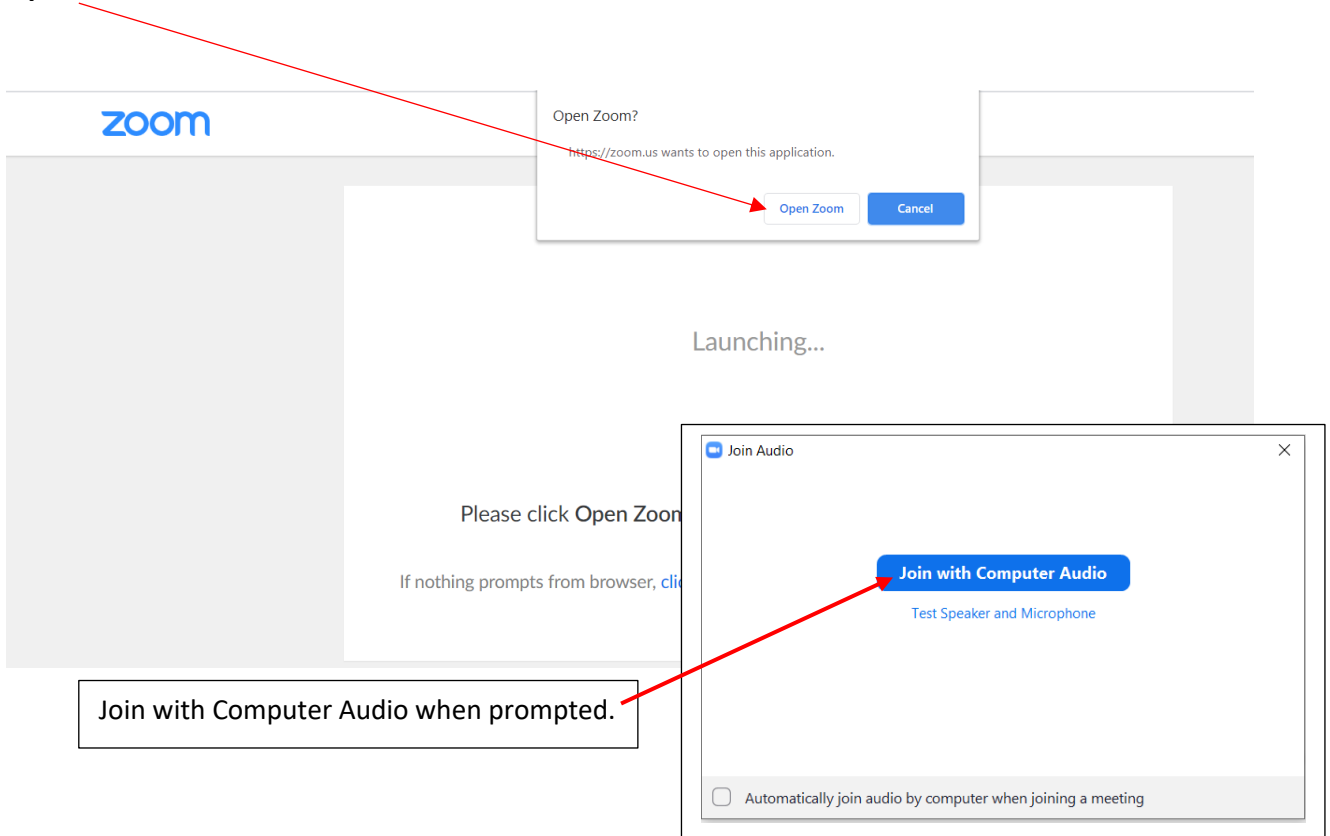 zoom
Open Zoom?
https://zoom.us wants to open this application.
Open Zoom
Cancel
Launching...
Join Audio
Please click Open Zoom
Join with Computer Audio
If nothing prompts from browser,
Test Speaker and Microphone
Join with Computer Audio when prompted.
Automatically join audio by computer when joining a meeting